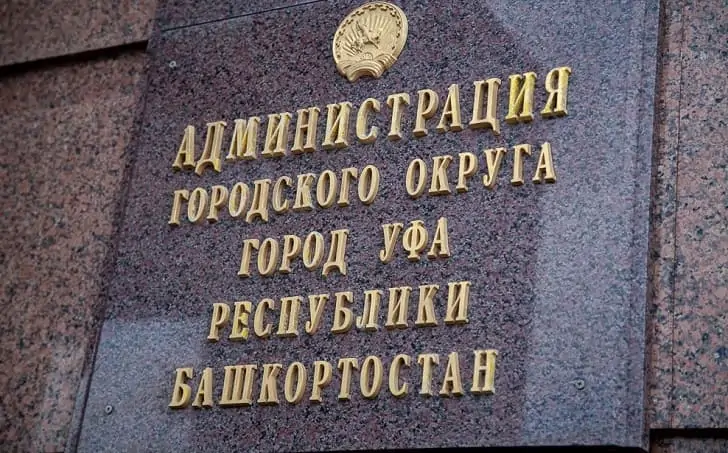 АДМИНИСТРАЦИЯ
ГОРОДСКОГО ОКРУГА
ГОРОД УФА
РЕСПУБЛИКИ
БАШКОРТОСТАН